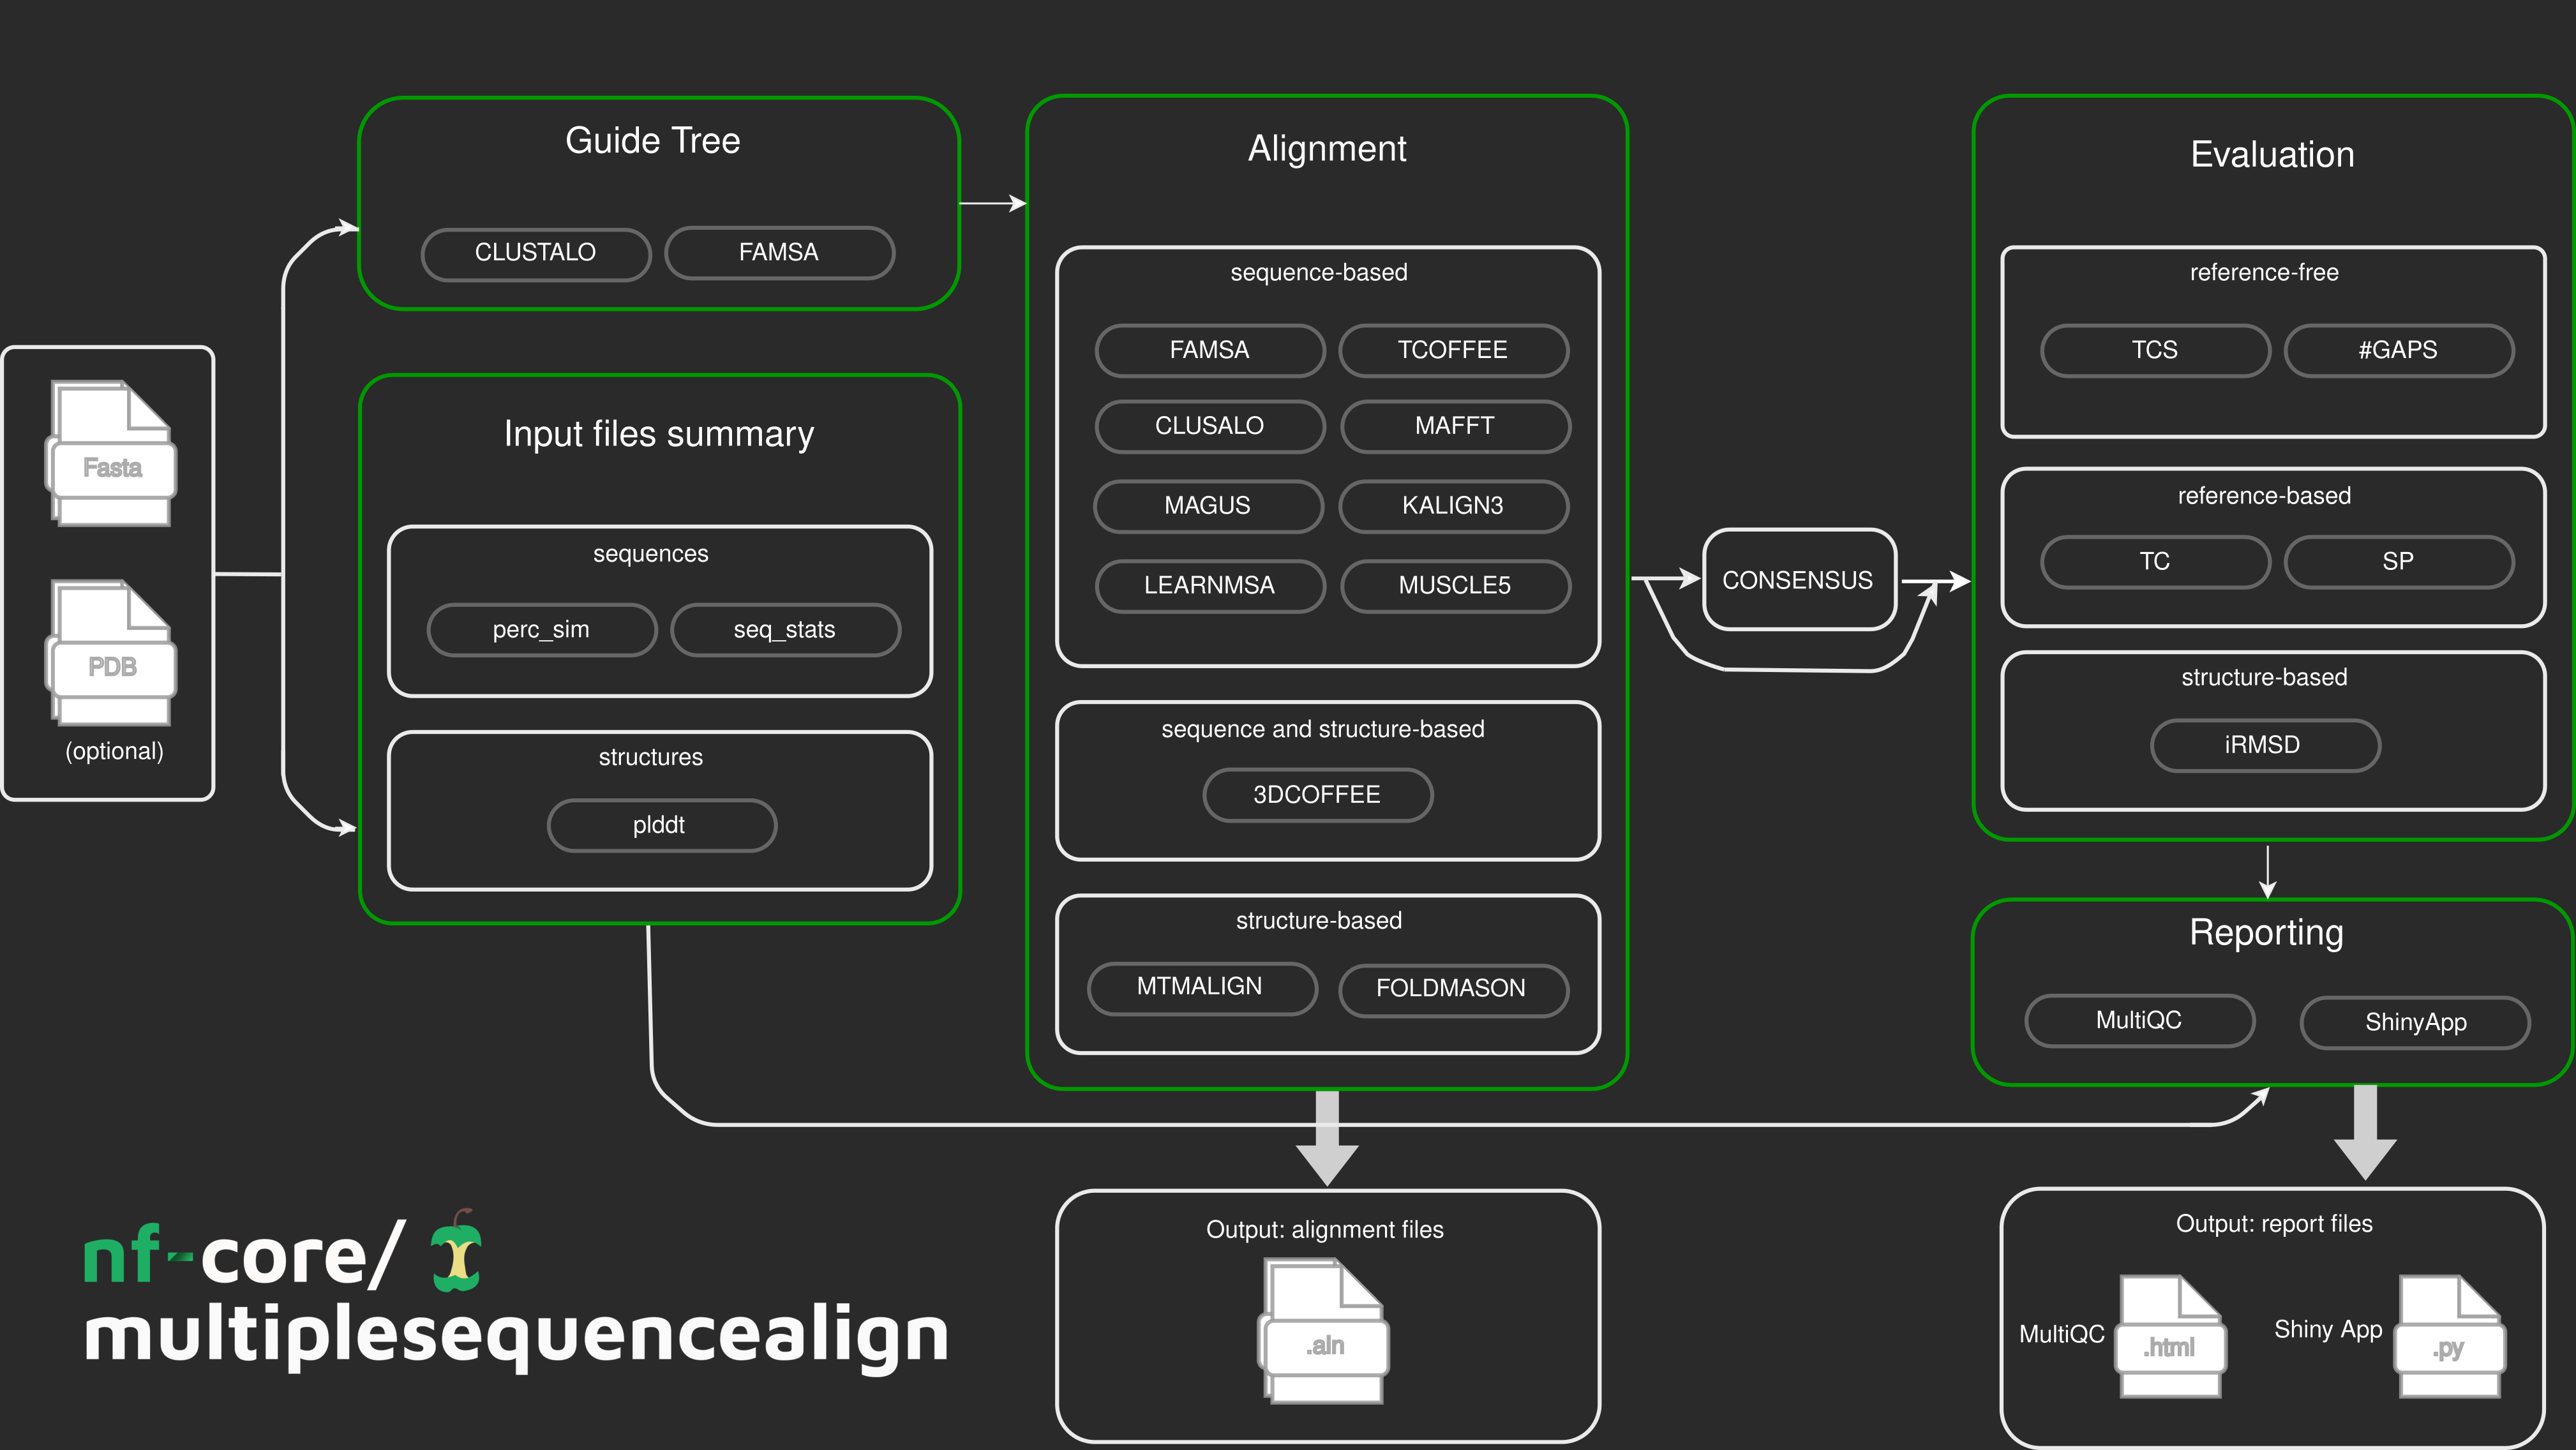 Fasta
PDB
(optional)
Guide Tree
CLUSTALO
FAMSA
Input files summary
sequences
perc_sim
seq_stats
structures
plddt
Alignment
sequence-based
FAMSA
TCOFFEE
CLUSALO
MAFFT
MAGUS
KALIGN3
LEARNMSA
MUSCLE5
sequence and structure-based
3DCOFFEE
structure-based
MTMALIGN
FOLDMASON
CONSENSUS
Evaluation
reference-free
TCS
#GAPS
reference-based
TC
SP
structure-based
iRMSD
Reporting
MultiQC
ShinyApp
Output: alignment files
.aln
Output: report files
MultiQC
.html
Shiny App
.py
nf-core/
multiplesequencealign